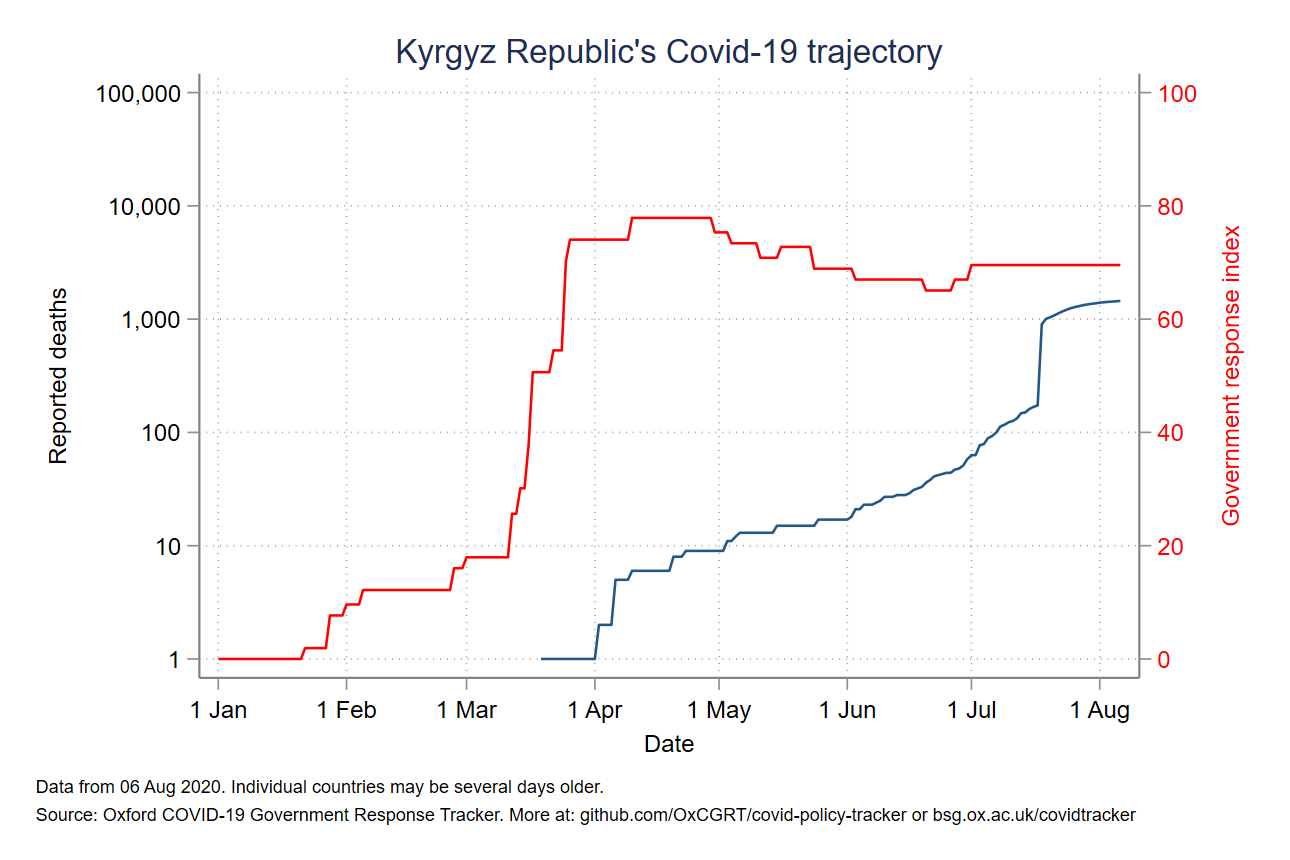 Kyrgyz Republic's Covid-19 trajectory
100,000
10,000
1,000
100
10
1
Reported deaths
100
80
60
40
20
0
Government response index
1 Jan
1 Feb
1 Mar
1 Apr
1 May
1 Jun
1 Jul
1 Aug
Date
Data from 06 Aug 2020. Individual countries may be several days older.
Source: Oxford COVID-19 Government Response Tracker. More at: github.com/OxCGRT/covid-policy-tracker or bsg.ox.ac.uk/covidtracker